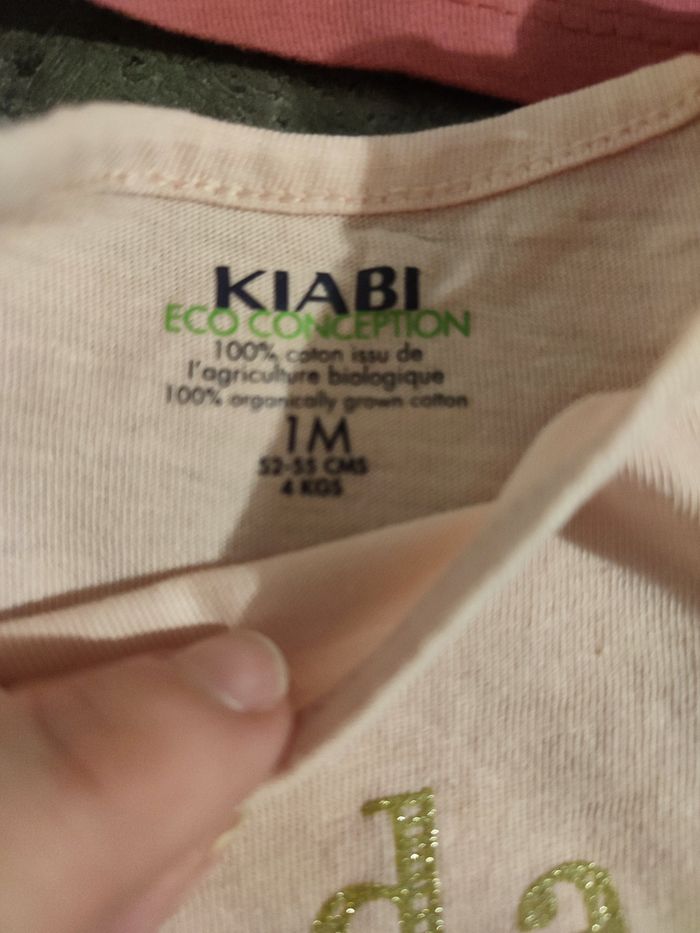 KIABI
ECO CONCEPTION
100% coton issu de
l'agriculture biologique
100% organically grown cotton
1M
52-55 CMS
4 KGS
da